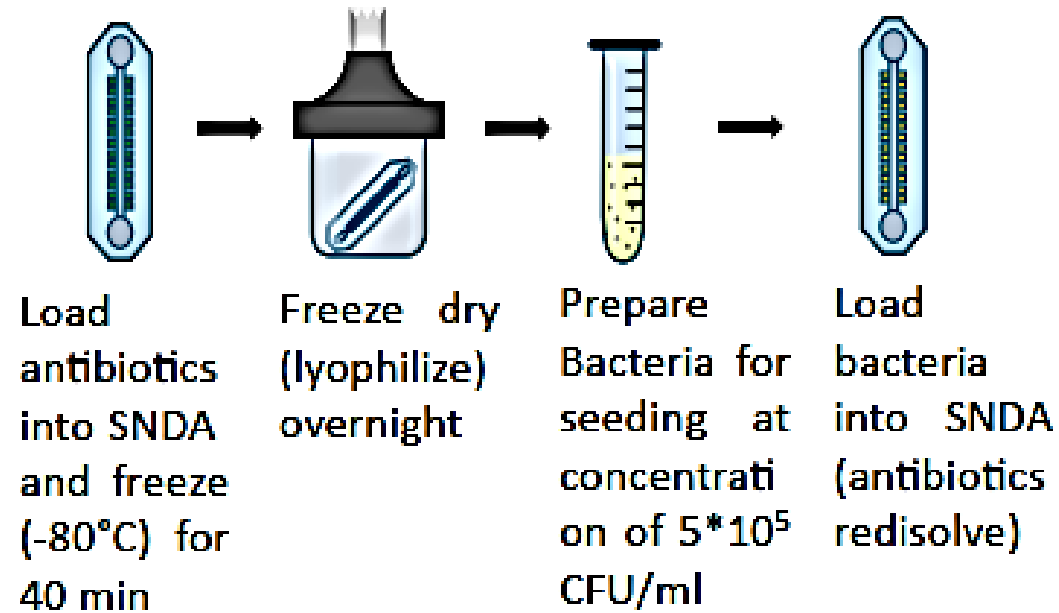 Load
antibiotics
into SNDA
and freeze
(-80°C) for
40 min
Freeze dry
(lyophilize)
overnight
Prepare
Bacteria for
seeding at
concentrati
on of 5*10⁵
CFU/ml
Load
bacteria
into SNDA
(antibiotics
redisolve)